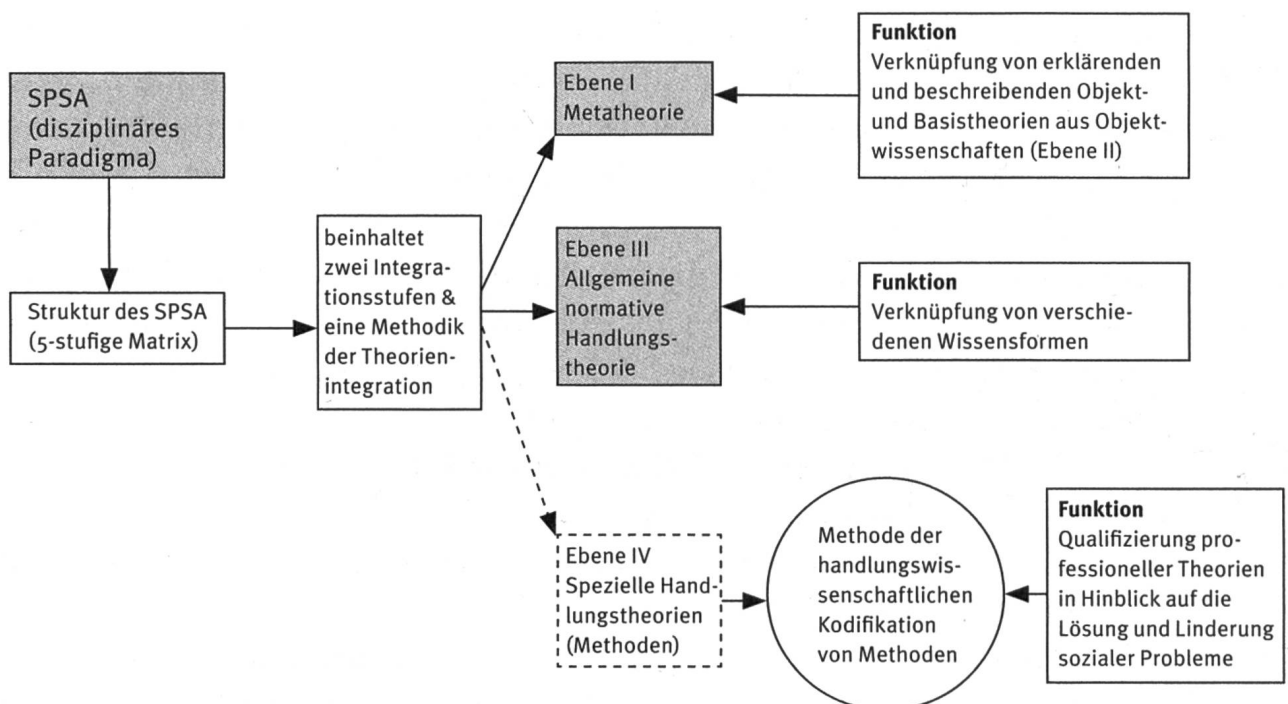 SPSA
(disziplinäres
Paradigma)
Struktur des SPSA
(5-stufige Matrix)
beinhaltet
zwei Integra-
tionsstufen &
eine Methodik
der Theorien-
integration
Ebene I
Metatheorie
Funktion
Verknüpfung von erklärenden
und beschreibenden Objekt-
und Basistheorien aus Objekt-
wissenschaften (Ebene II)
Ebene III
Allgemeine
normative
Handlungs-
theorie
Funktion
Verknüpfung von verschie-
denen Wissensformen
Ebene IV
Spezielle Hand-
lungstheorien
(Methoden)
Methode der
handlungswis-
senschaftlichen
Kodifikation
von Methoden
Funktion
Qualifizierung pro-
fessioneller Theorien
in Hinblick auf die
Lösung und Linderung
sozialer Probleme